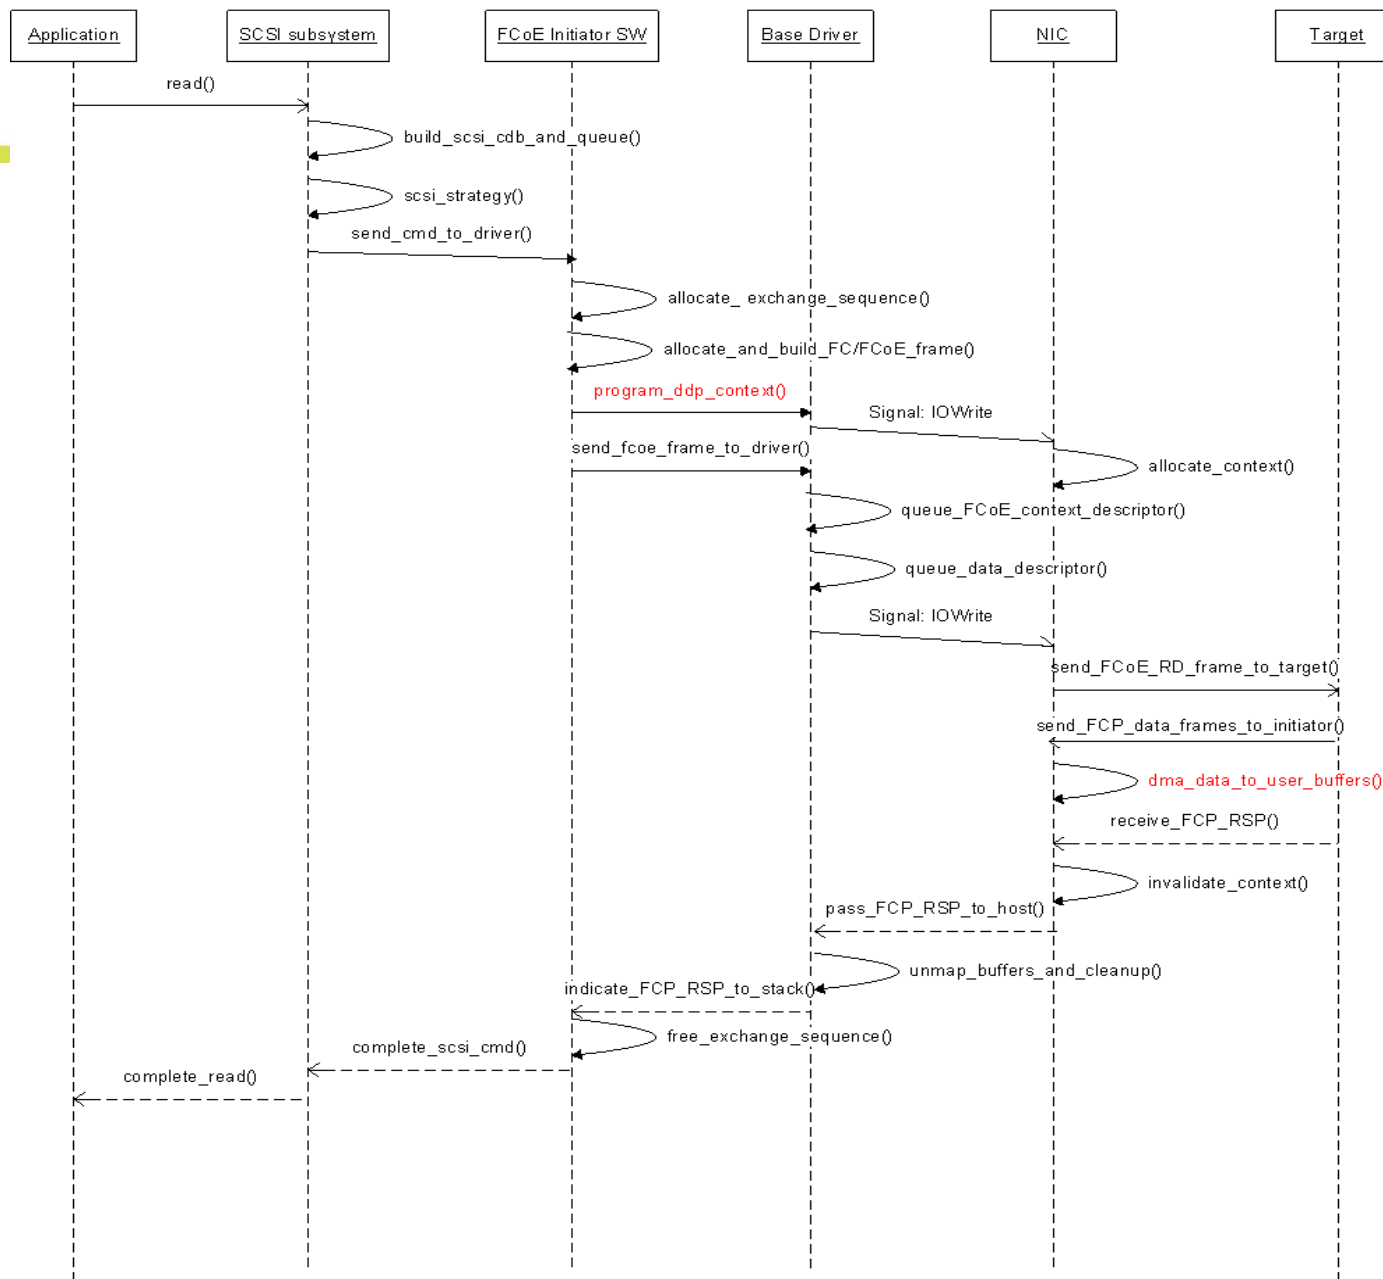 Application
SCSI subsystem
FCoE Initiator SW
Base Driver
NIC
Target
read()
build_scsi_cdb_and_queue()
scsi_strategy()
send_cmd_to_driver()
allocate_ exchange_sequence()
allocate_and_build_FC/FCoE_frame()
program_ddp_context()
Signal: IOWrite
send_fcoe_frame_to_driver()
allocate_context()
queue_FCoE_context_descriptor()
queue_data_descriptor()
Signal: IOWrite
send_FCoE_RD_frame_to_target()
send_FCP_data_frames_to_initiator()
dma_data_to_user_buffers()
receive_FCP_RSP()
invalidate_context()
pass_FCP_RSP_to_host()
unmap_buffers_and_cleanup()
indicate_FCP_RSP_to_stack()
free_exchange_sequence()
complete_scsi_cmd()
complete_read()